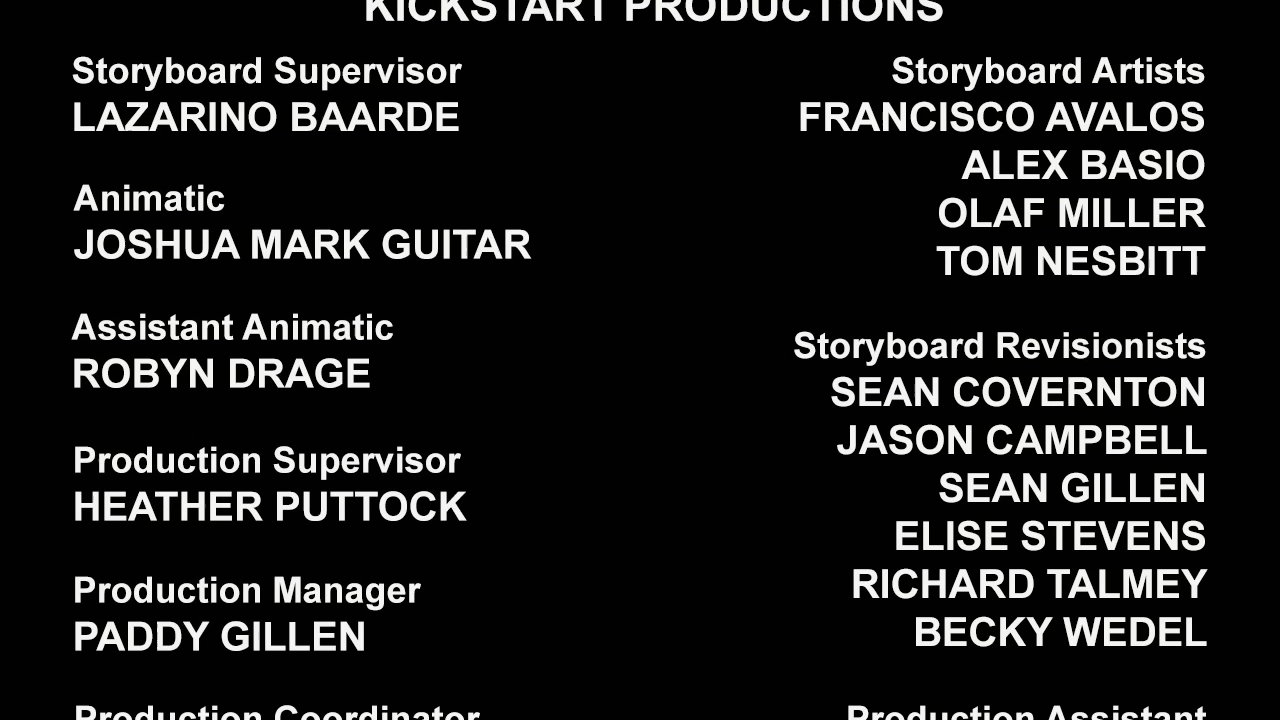 KICKSTART PRODUCTIONS
Storyboard Supervisor
LAZARINO BAARDE
Animatic
JOSHUA MARK GUITAR
Assistant Animatic
ROBYN DRAGE
Production Supervisor
HEATHER PUTTOCK
Production Manager
PADDY GILLEN
Production Coordinator
Storyboard Artists
FRANCISCO AVALOS
ALEX BASIO
OLAF MILLER
TOM NESBITT
Storyboard Revisionists
SEAN COVERNTON
JASON CAMPBELL
SEAN GILLEN
ELISE STEVENS
RICHARD TALMEY
BECKY WEDEL
Production Assistant